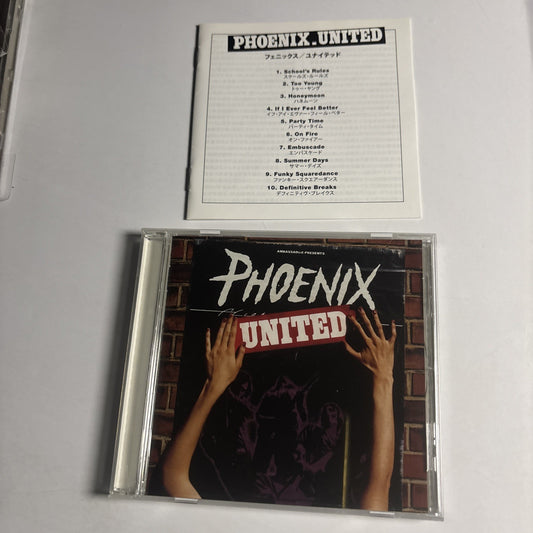 PHOENIX.UNITED
フェニックス／ユナイテッド
1. School's Rules
スクールズ・ルールズ
2. Too Young
トゥー・ヤング
3. Honeymoon
ハネムーン
4. If I Ever Feel Better
イフ・アイ・エヴァー・フィール・ベター
5. Party Time
パーティ・タイム
6. On Fire
オン・ファイアー
7. Embuscade
エンバスケード
8. Summer Days
サマー・デイズ
9. Funky Squaredance
ファンキー・スクエアーダンス
10. Definitive Breaks
デフィニティヴ・ブレイクス
PHOENIX
UNITED